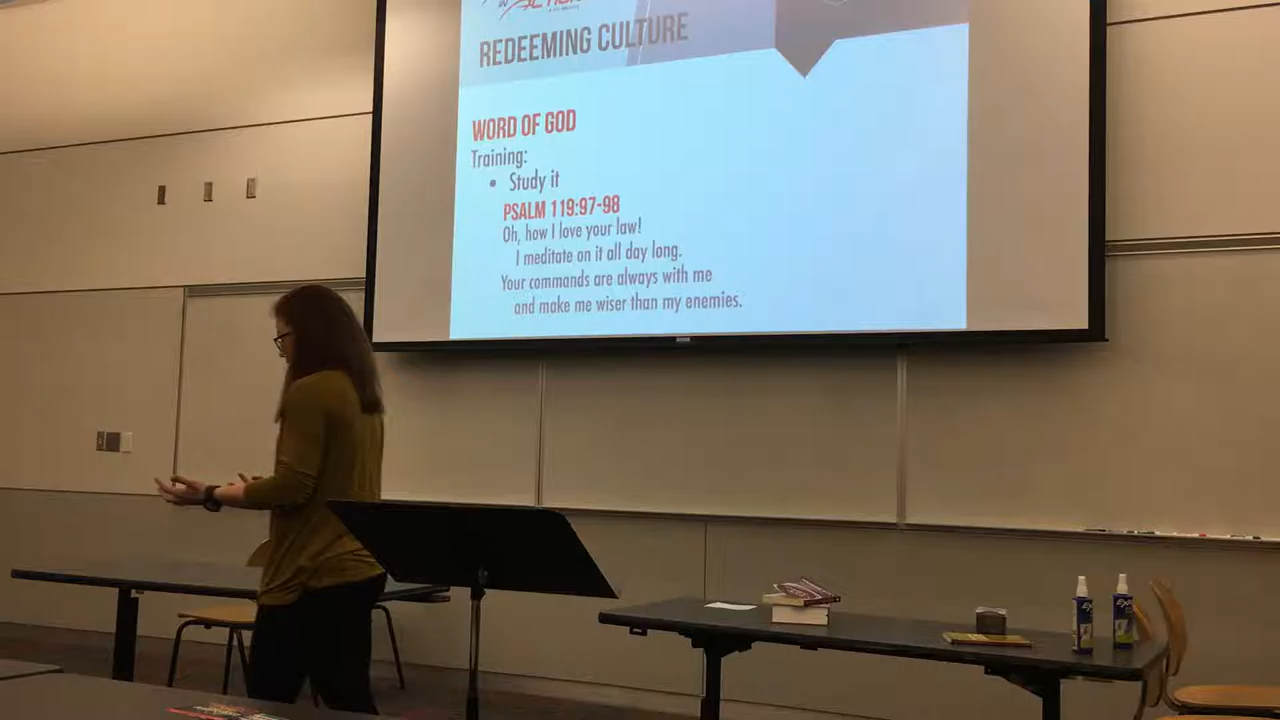 REDEEMING CULTURE
WORD OF GOD
Training:
• Study it
PSALM 119:97-98
Oh, how I love your law!
I meditate on it all day long.
Your commands are always with me
and make me wiser than my enemies.